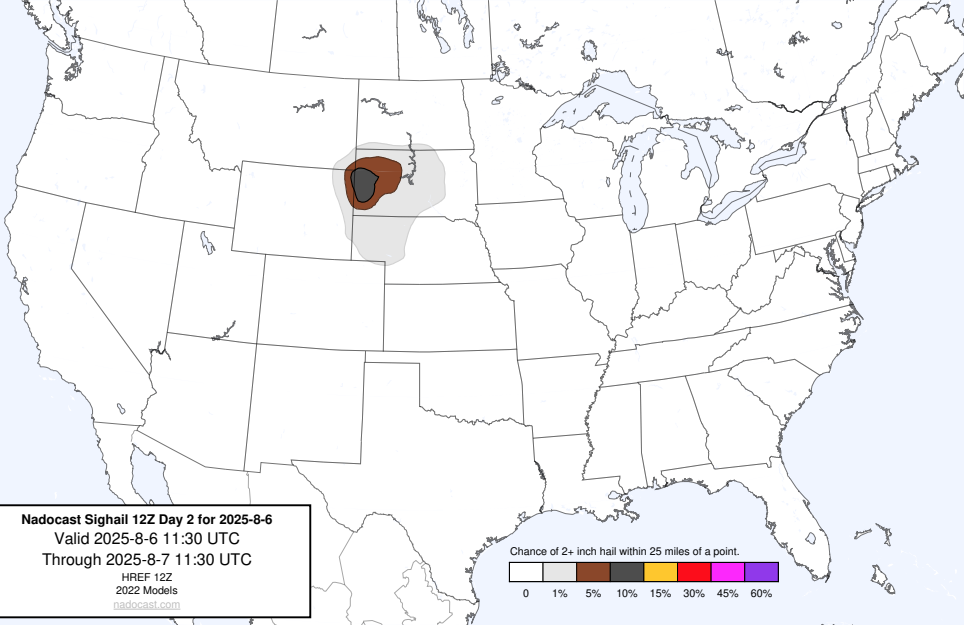 Nadocast Sighail 12Z Day 2 for 2025-8-6
Valid 2025-8-6 11:30 UTC
Through 2025-8-7 11:30 UTC
HREF 12Z
2022 Models
nadocast.com
Chance of 2+ inch hail within 25 miles of a point.
0 1% 5% 10% 15% 30% 45% 60%